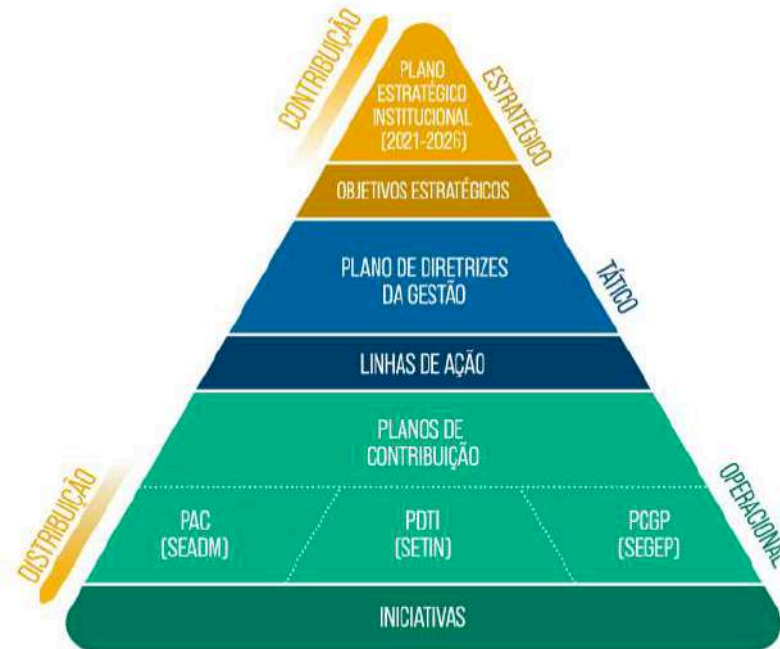 CONTRIBUIÇÃO
PLANO
ESTRATÉGICO
INSTITUCIONAL
(2021-2026)
ESTRATÉGICO
OBJETIVOS ESTRATÉGICOS
PLANO DE DIRETRIZES
DA GESTÃO
TÁTICO
LINHAS DE AÇÃO
PLANOS DE
CONTRIBUIÇÃO
DISTRIBUIÇÃO
PAC
(SEADM)
PDTI
(SETIN)
PCGP
(SEGEP)
OPERACIONAL
INICIATIVAS